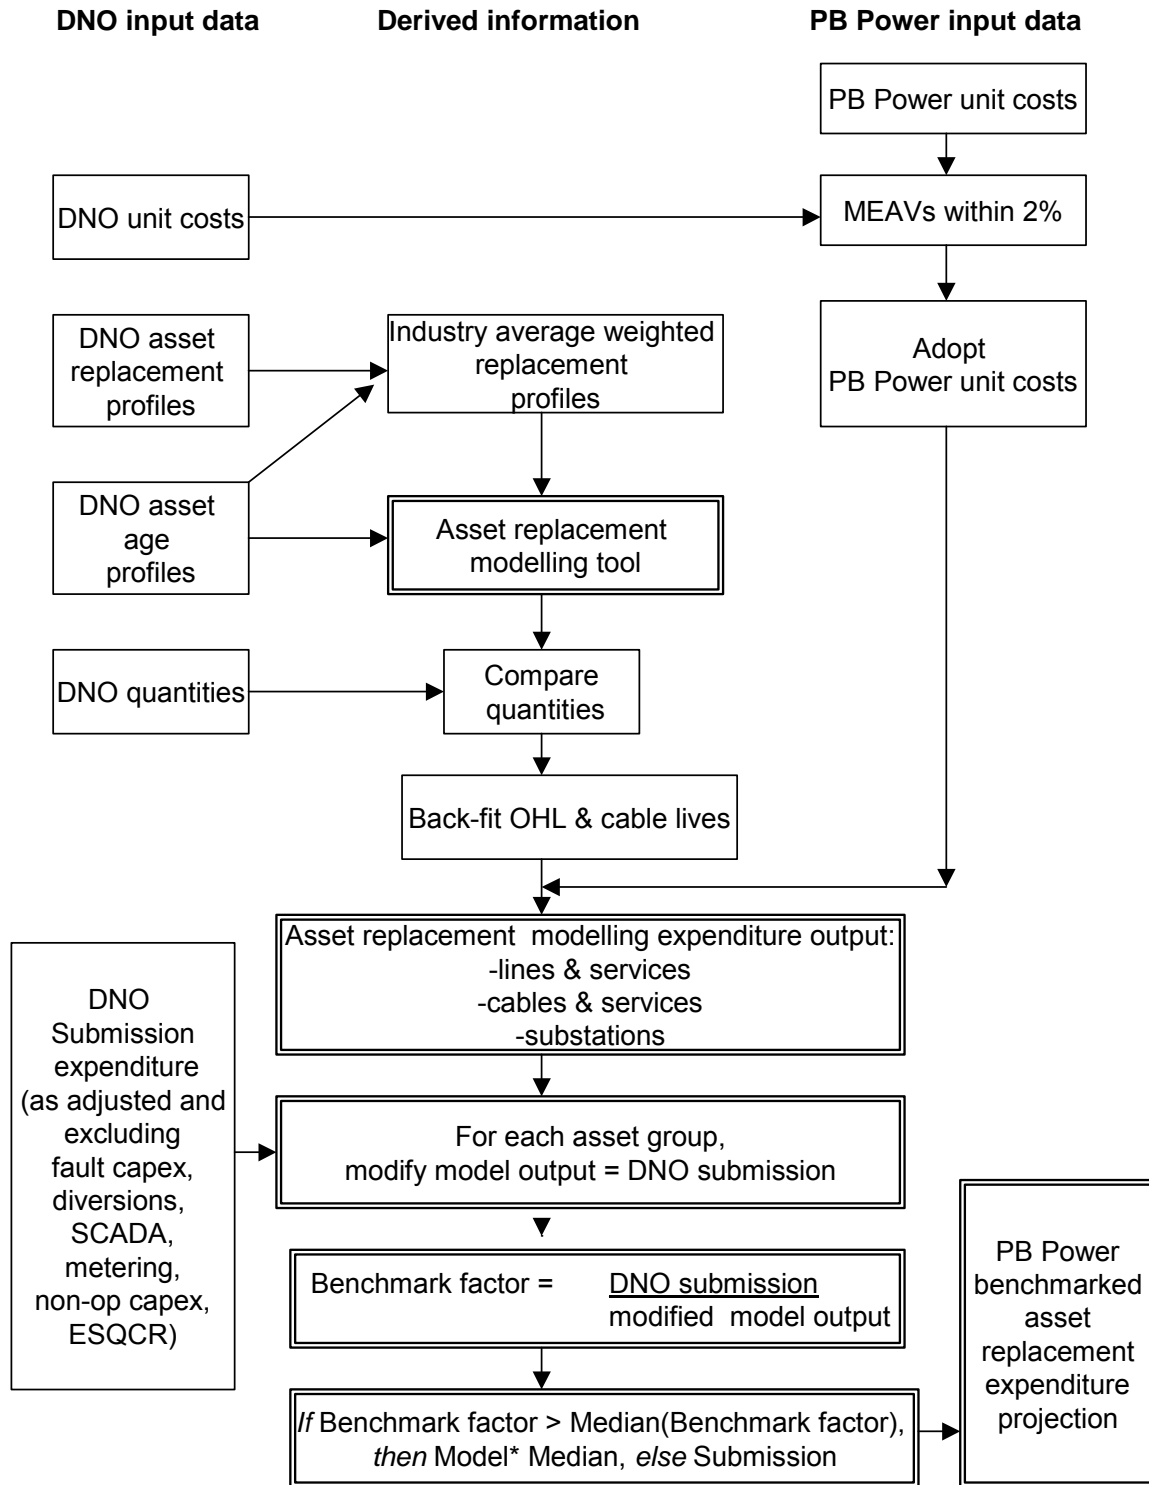 DNO input data
Derived information
PB Power input data
PB Power unit costs
DNO unit costs
MEAVs within 2%
DNO asset
replacement
profiles
Industry average weighted
replacement
profiles
Adopt
PB Power unit costs
DNO asset
age
profiles
Asset replacement
modelling tool
DNO quantities
Compare
quantities
Back-fit OHL & cable lives
Asset replacement modelling expenditure output:
-lines & services
-cables & services
-substations
DNO
Submission
expenditure
(as adjusted and
excluding
fault capex,
diversions,
SCADA,
metering,
non-op capex,
ESQCR)
For each asset group,
modify model output = DNO submission
Benchmark factor = DNO submission
modified model output
If Benchmark factor > Median(Benchmark factor),
then Model* Median, else Submission
PB Power
benchmarked
asset
replacement
expenditure
projection